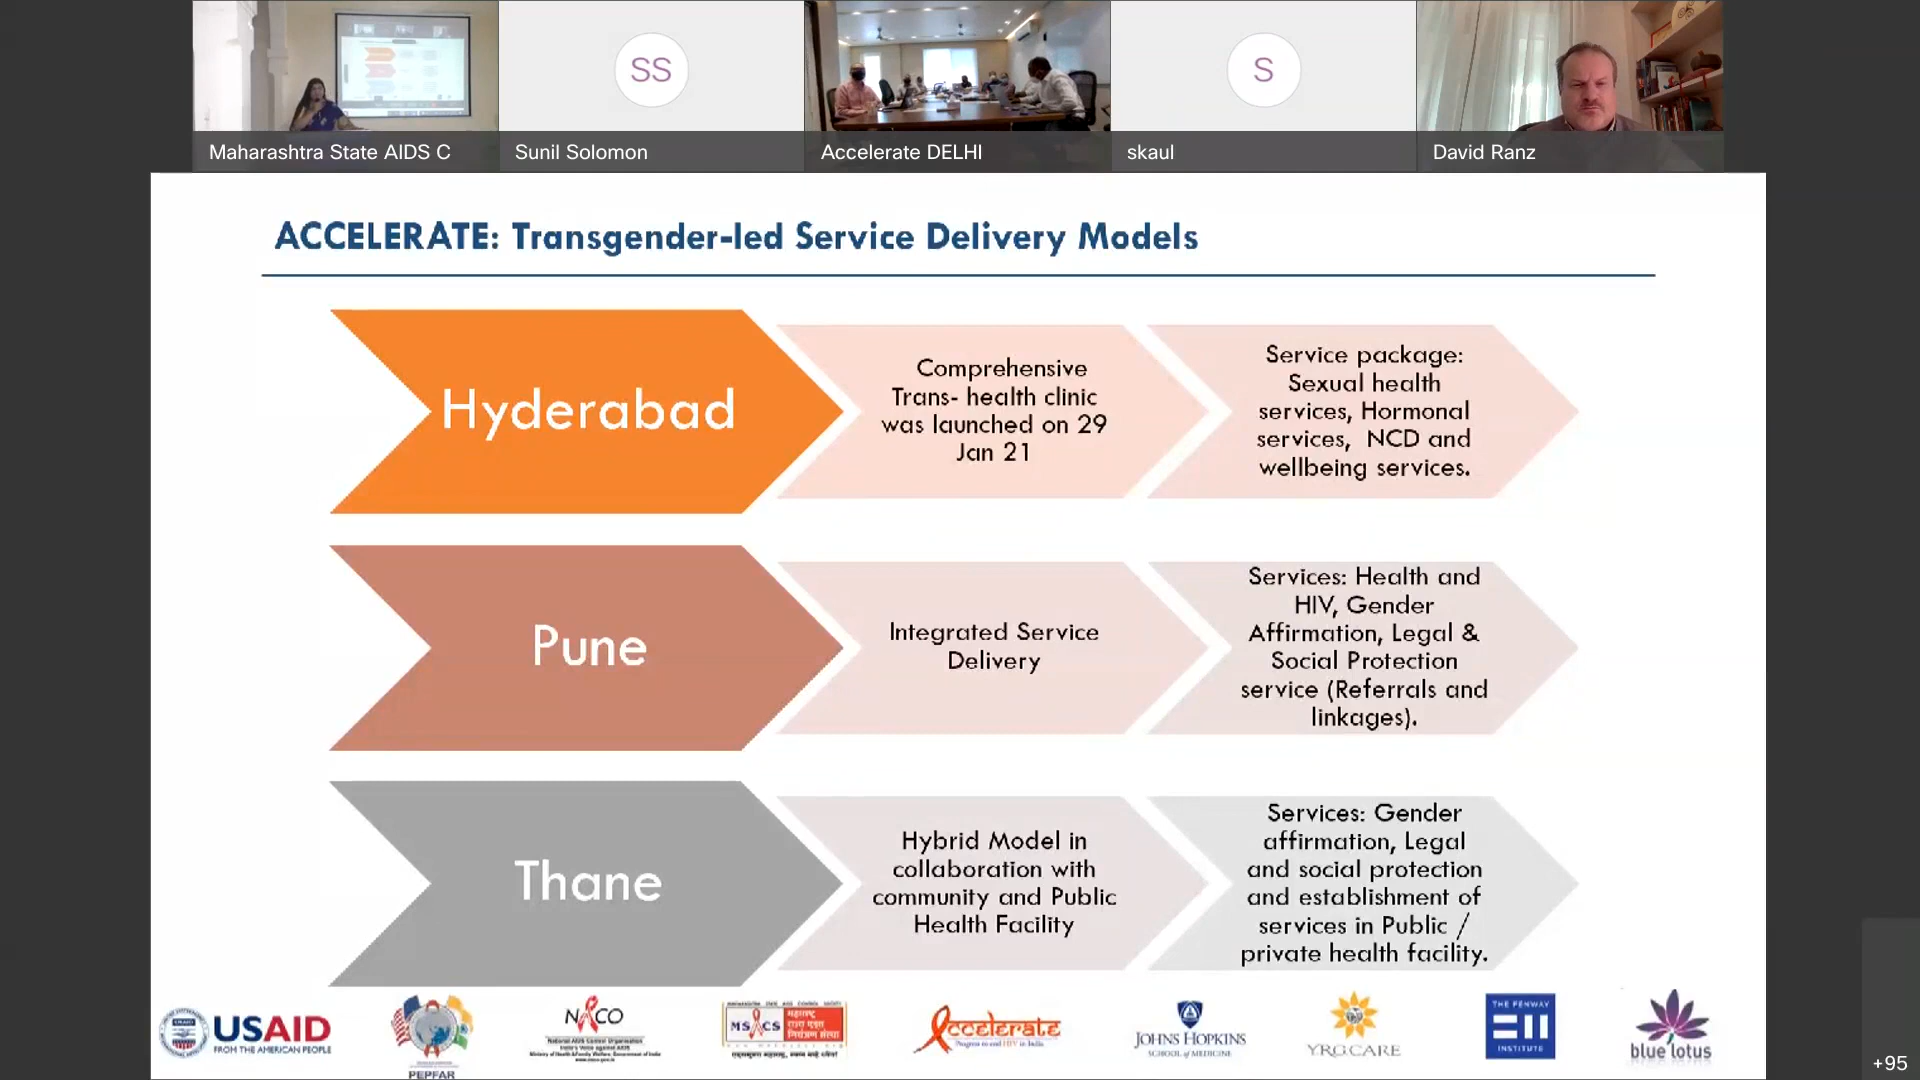 SS
S
Maharashtra State AIDS C
Sunil Solomon
Accelerate DELHI
skaul
David Ranz
ACCELERATE: Transgender-led Service Delivery Models
Hyderabad
Comprehensive
Trans- health clinic
was launched on 29
Jan 21
Service package:
Sexual health
services, Hormonal
services, NCD and
wellbeing services.
Pune
Integrated Service
Delivery
Services: Health and
HIV, Gender
Affirmation, Legal &
Social Protection
service (Referrals and
linkages).
Thane
Hybrid Model in
collaboration with
community and Public
Health Facility
Services: Gender
affirmation, Legal
and social protection
and establishment of
services in Public /
private health facility.
USAID
FROM THE AMERICAN PEOPLE
PEPFAR
NACO
National AIDS Control Organisation
India's Voice against AIDS
Ministry of Health & Family Welfare, Government of India
www.naco.gov.in
MSACS
महाराष्ट्र
राज्य एड्स
नियंत्रण संस्था
Accelerate
Progress to end HIV in India
JOHNS HOPKINS
SCHOOL of MEDICINE
YRGCARE
THE FENWAY
INSTITUTE
blue lotus
+95